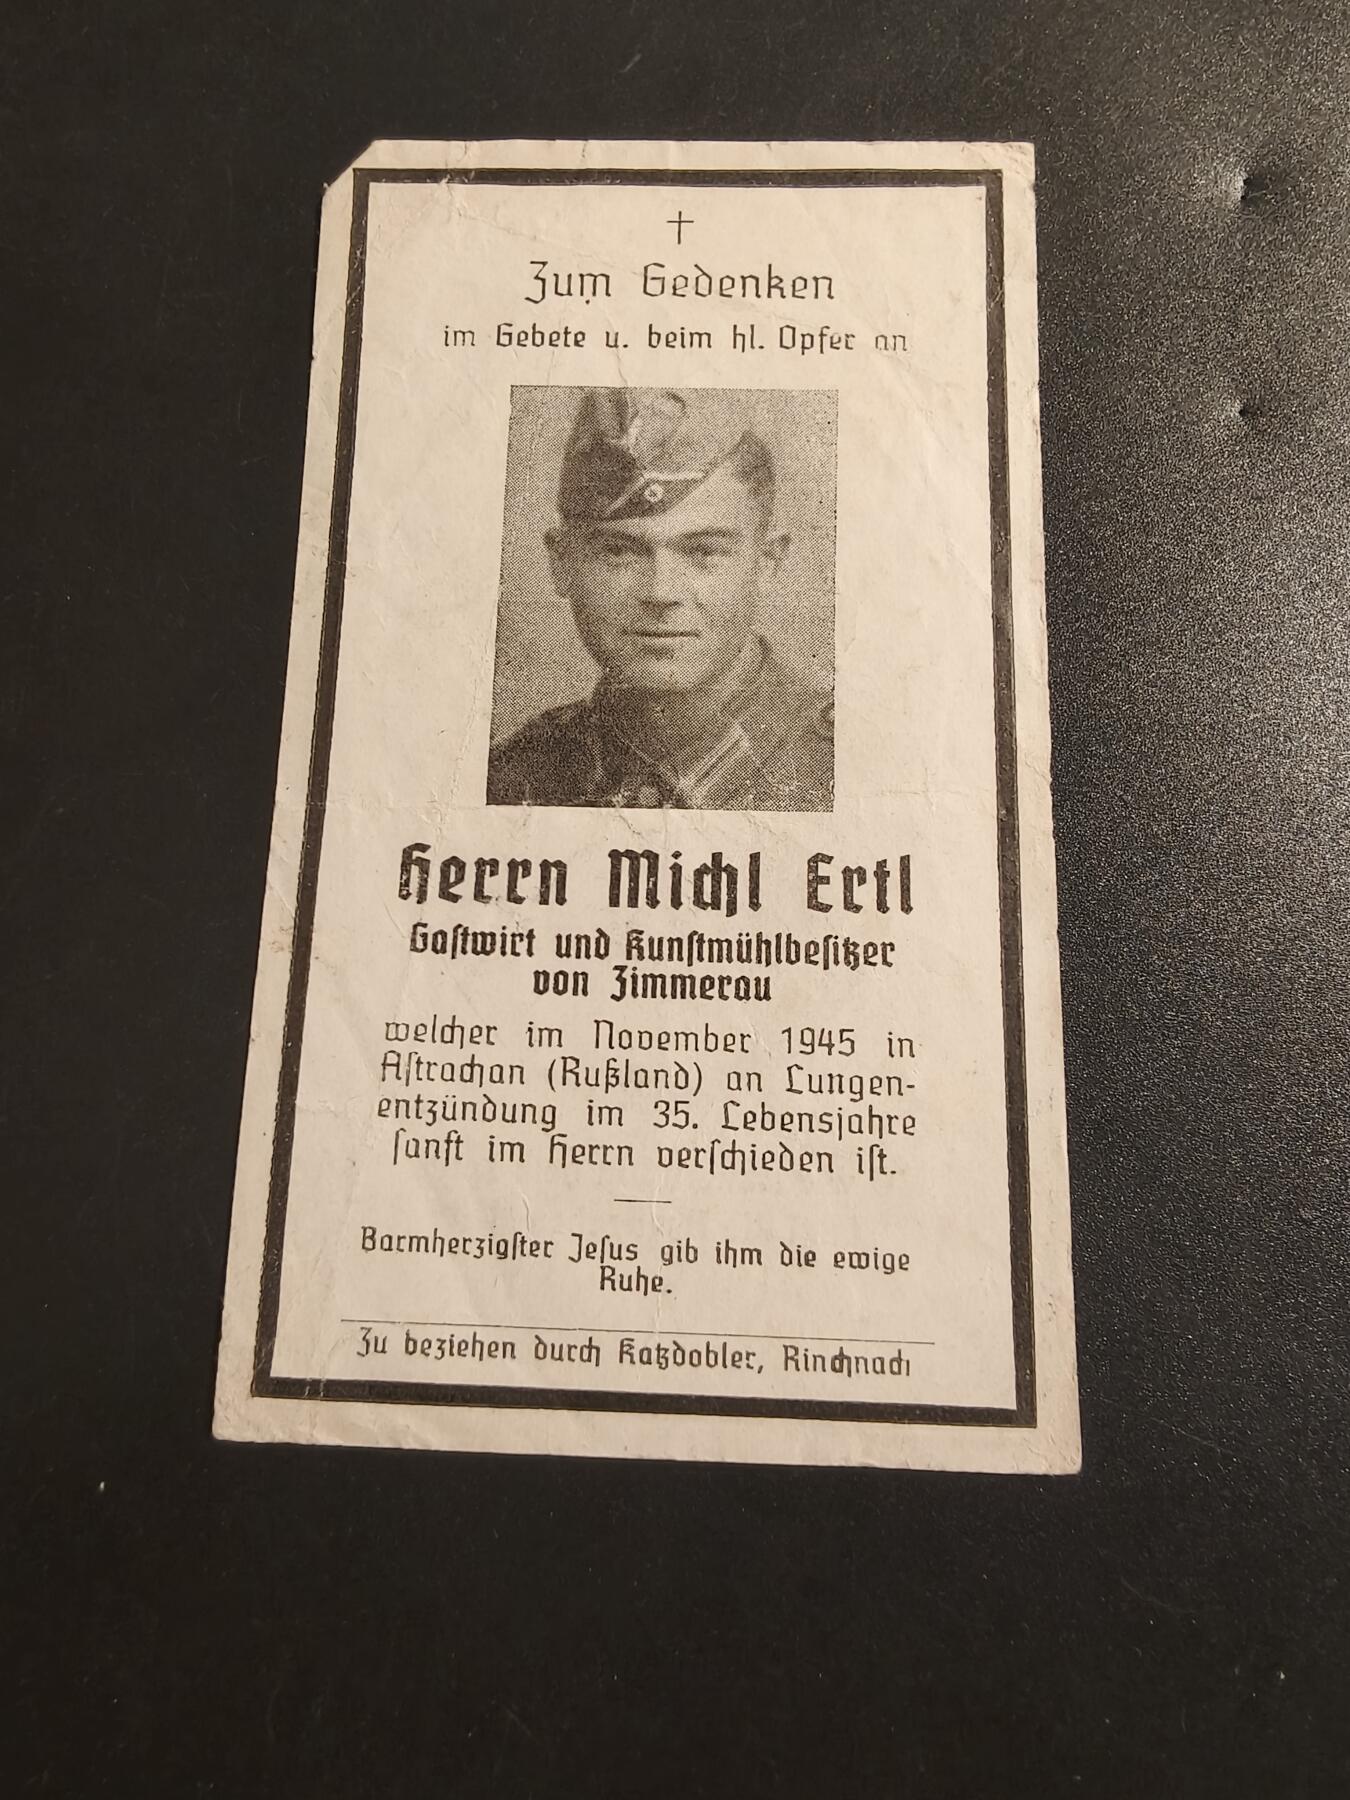 Zum Gedenken
im Gebete u. beim hl. Opfer an
Herrn Michl Ertl
Gaſtwirt und Kunſtmühlbeſitzer
von Zimmerau
welcher im November 1945 in
Aſtrachan (Rußland) an Lungen-
entzündung im 35. Lebensjahre
ſanft im Herrn verſchieden iſt.
Barmherzigſter Jeſus gib ihm die ewige
Ruhe.
Zu beziehen durch Katzdobler, Rinchnach